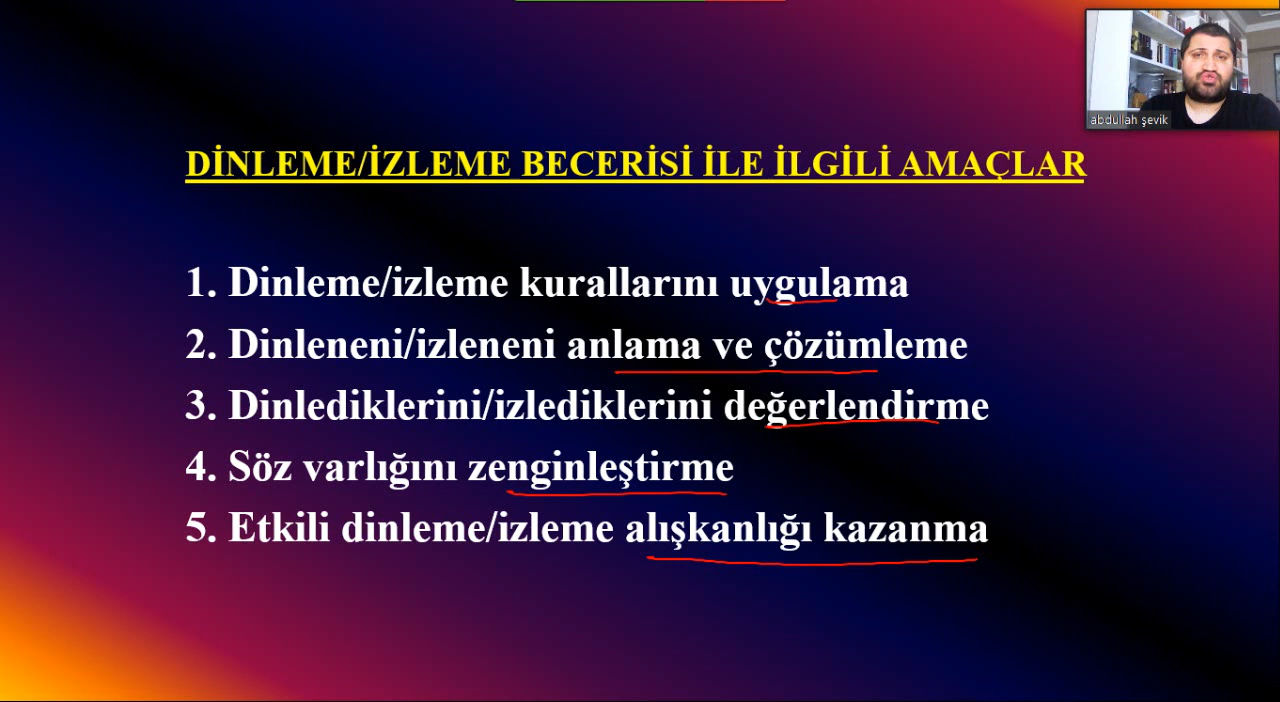 abdullah şevik
DİNLEME/İZLEME BECERİSİ İLE İLGİLİ AMAÇLAR
1. Dinleme/izleme kurallarını uygulama
2. Dinleneni/izleneni anlama ve çözümleme
3. Dinlediklerini/izlediklerini değerlendirme
4. Söz varlığını zenginleştirme
5. Etkili dinleme/izleme alışkanlığı kazanma